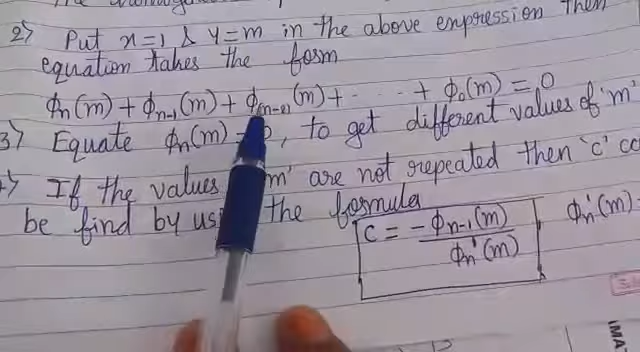 2) Put x=1 & y=m in the above expression then
equation takes the form
ϕn(m) + ϕn-1(m) + ϕ(n-2)(m) + - - - - + ϕ0(m) = 0
3) Equate ϕn(m) = 0, to get different values of 'm'
If the values 'm' are not repeated then 'c' co
be find by the formula
C = -ϕn-1(m) / ϕn'(m) ϕn'(m)